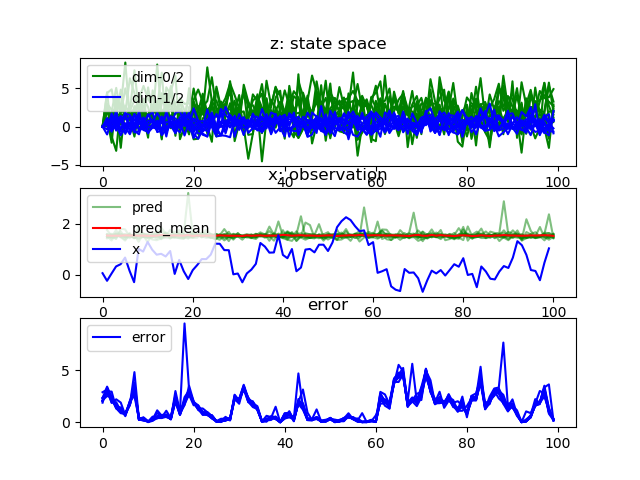 z: state space
5
0
−5
dim-0/2
dim-1/2
0
20
40
60
80
100
x: observation
2
0
pred
pred_mean
x
0
20
40
60
80
100
error
5
0
error
0
20
40
60
80
100